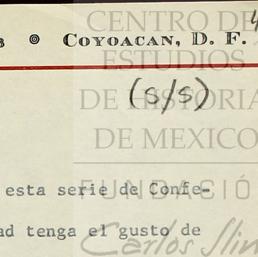 CENTRO DE
ESTUDIOS
DE HISTORIA
DE MEXICO
FUNDACIÓN
Carlos Slim
COYOACAN, D. F.
(s/s)
esta serie de Confe-
ad tenga el gusto de